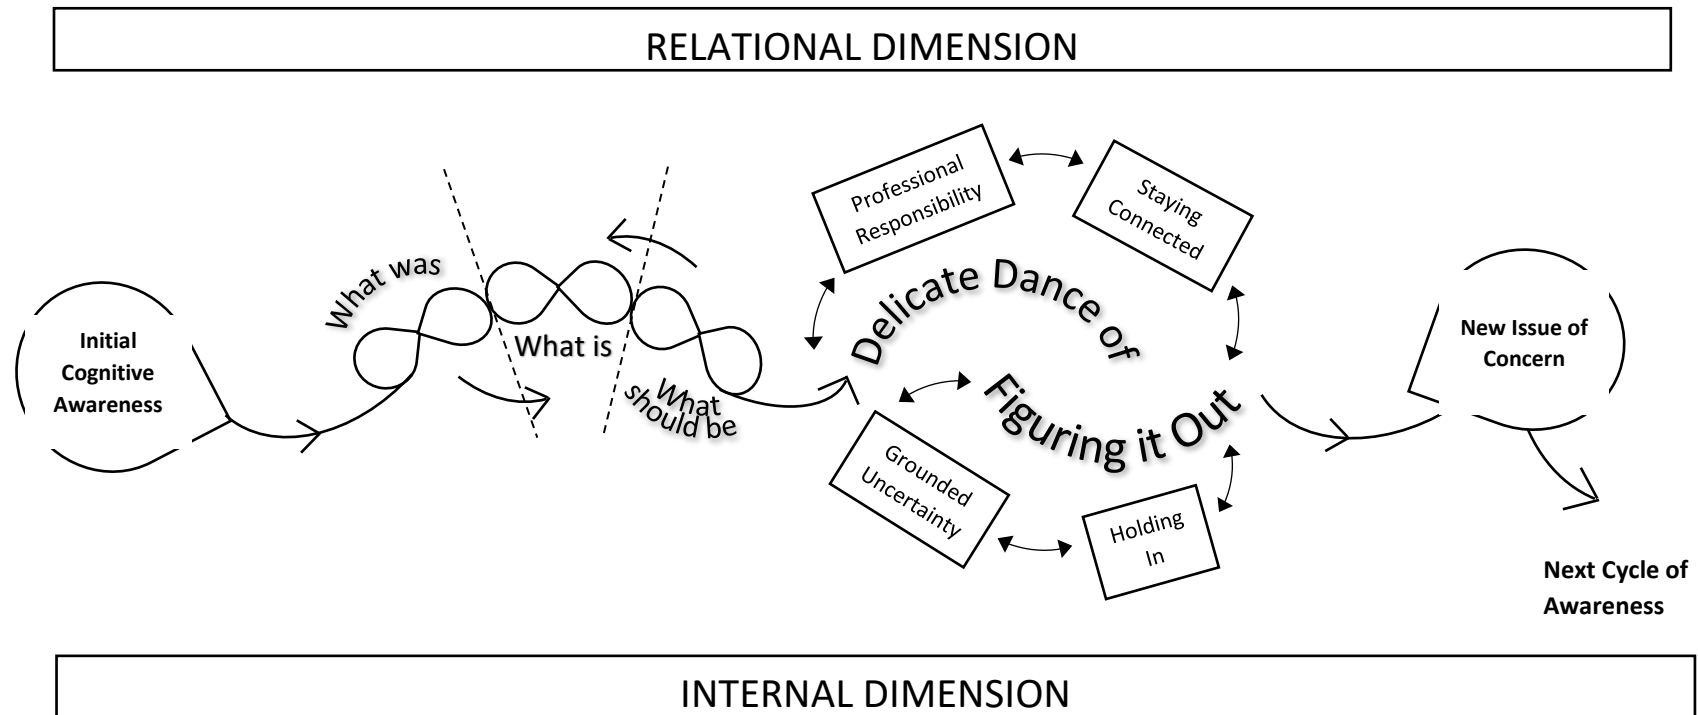 RELATIONAL DIMENSION
Initial
Cognitive
Awareness
What was
What is
What
should be
Professional
Responsibility
Staying
Connected
Delicate Dance of
Figuring it Out
Grounded
Uncertainty
Holding
In
New Issue of
Concern
Next Cycle of
Awareness
INTERNAL DIMENSION